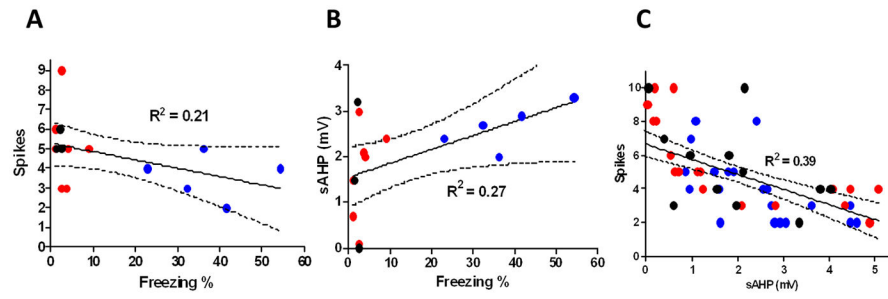 A
B
C
Spikes
9
8
7
6
5
4
3
2
1
0
R² = 0.21
0 10 20 30 40 50 60
Freezing %
sAHP (mV)
4
3
2
1
0
R² = 0.27
0 10 20 30 40 50 60
Freezing %
Spikes
10
8
6
4
2
0
R² = 0.39
0 1 2 3 4 5
sAHP (mV)